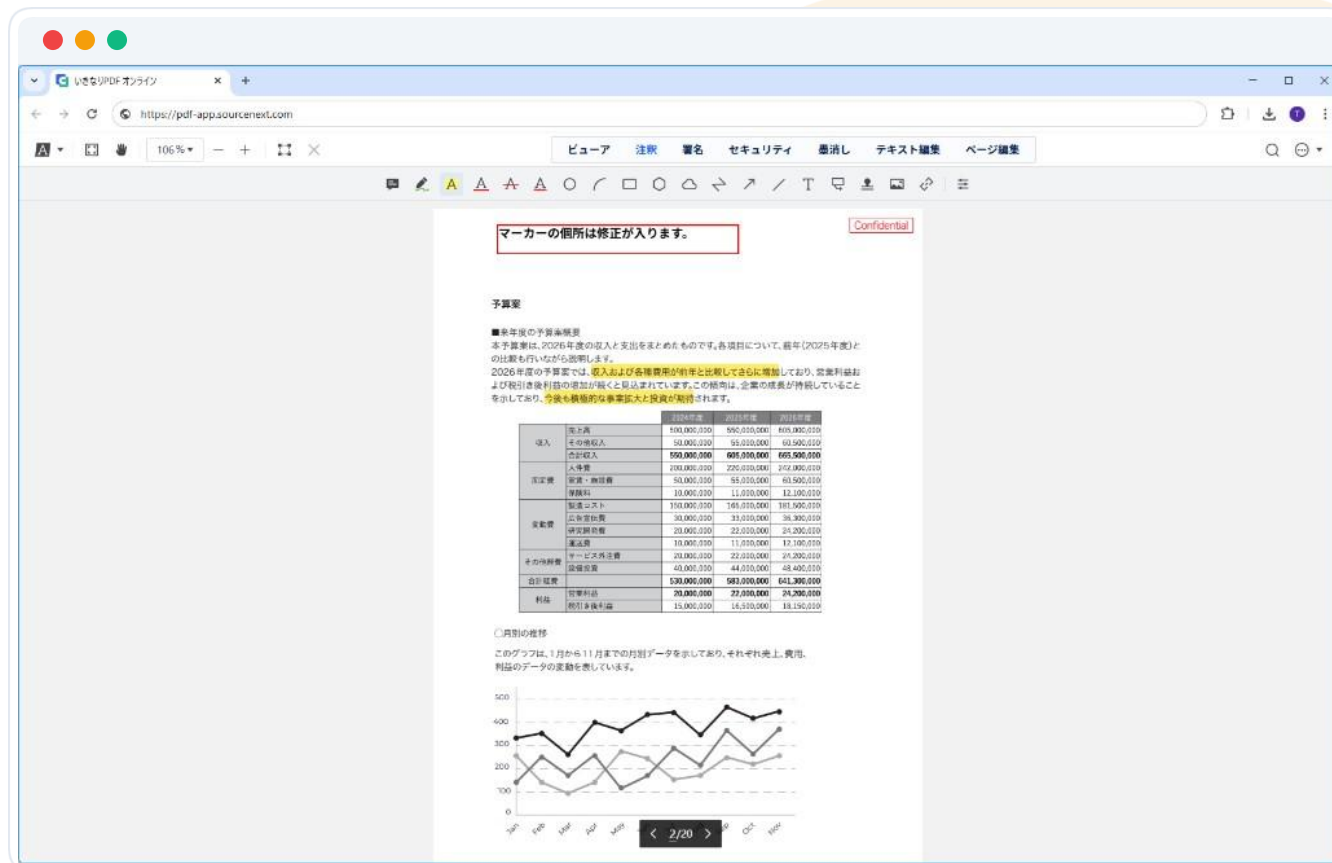 いきなりPDF オンライン
https://pdf-app.sourcenext.com
T
A
106%
ビューア 注釈 署名 セキュリティ 墨消し テキスト編集 ページ編集
A A A A T
マーカーの個所は修正が入ります。
Confidential
予算案
■来年度の予算案概要
本予算案は、2026年度の収入と支出をまとめたものです。各項目について、前年(2025年度)と
の比較も行いながら説明します。
2026年度の予算案では、収入および各種費用が前年と比較してさらに増加しており、営業利益お
よび税引き後利益の増加が続くと見込まれています。この傾向は、企業の成長が持続していること
を示しており、今後も積極的な事業拡大と投資が期待されます。
2024年度 2025年度 2026年度
収入 売上高 500,000,000 550,000,000 605,000,000
その他収入 50,000,000 55,000,000 60,500,000
合計収入 550,000,000 605,000,000 665,500,000
固定費 人件費 200,000,000 220,000,000 242,000,000
家賃・施設費 50,000,000 55,000,000 60,500,000
保険料 10,000,000 11,000,000 12,100,000
変動費 製造コスト 150,000,000 165,000,000 181,500,000
広告宣伝費 30,000,000 33,000,000 36,300,000
研究開発費 20,000,000 22,000,000 24,200,000
運送費 10,000,000 11,000,000 12,100,000
その他経費 サービス外注費 20,000,000 22,000,000 24,200,000
設備投資 40,000,000 44,000,000 48,400,000
合計経費 530,000,000 583,000,000 641,300,000
利益 営業利益 20,000,000 22,000,000 24,200,000
税引き後利益 15,000,000 16,500,000 18,150,000
〇月別の推移
このグラフは、1月から11月までの月別データを示しており、それぞれ売上、費用、
利益のデータの変動を表しています。
500
400
300
200
100
0
Jan Feb Mar Apr May Oct Nov
2/20